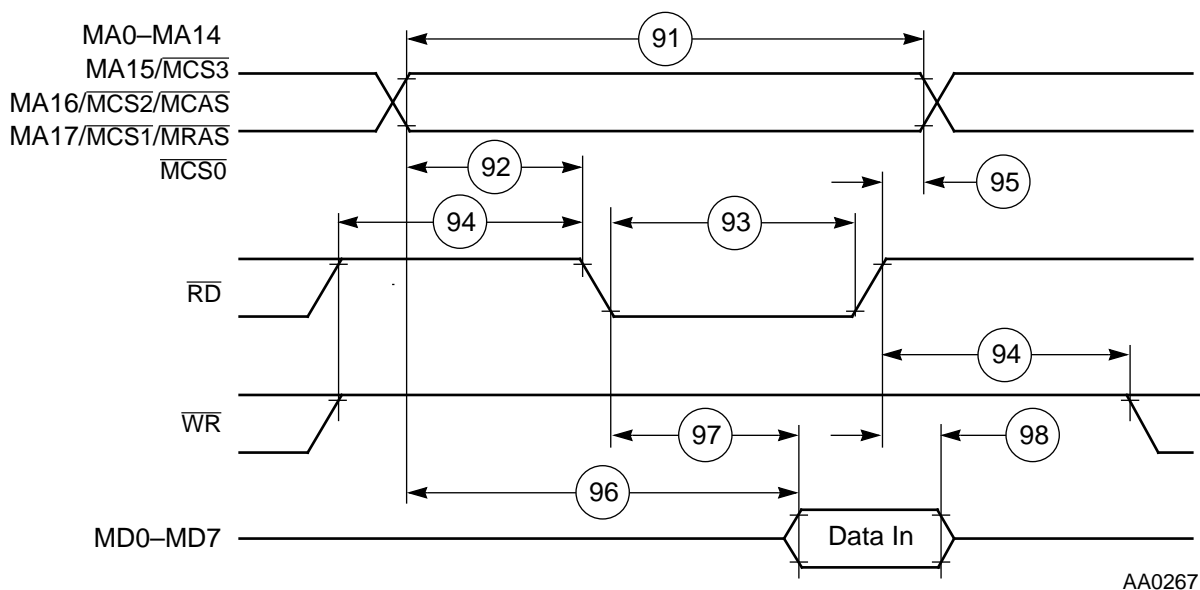 MA0–MA14
MA15/MCS3
MA16/MCS2/MCAS
MA17/MCS1/MRAS
MCS0
91
92
95
94
93
RD
94
WR
97
98
96
MD0–MD7
Data In
AA0267